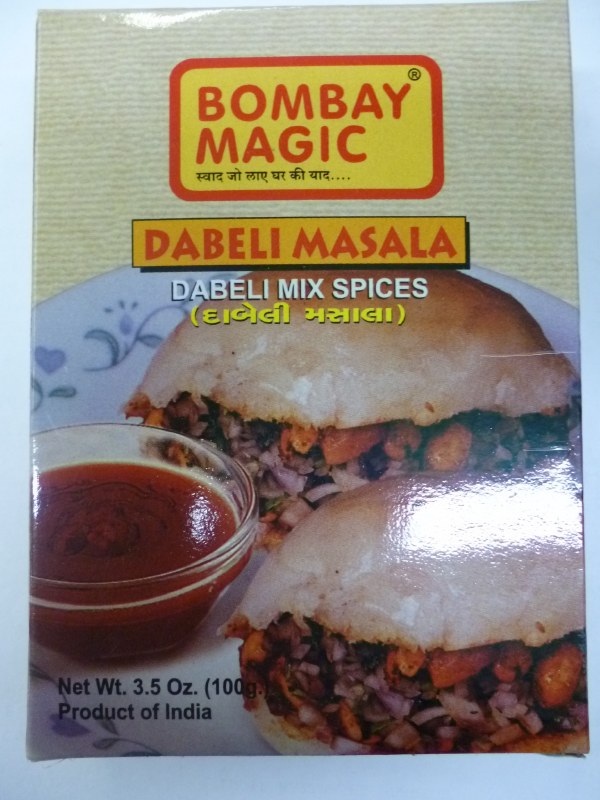 BOMBAY®
MAGIC
स्वाद जो लाए घर की याद....
DABELI MASALA
DABELI MIX SPICES
(દાબેલી મસાલા)
Net Wt. 3.5 Oz. (100g.)
Product of India